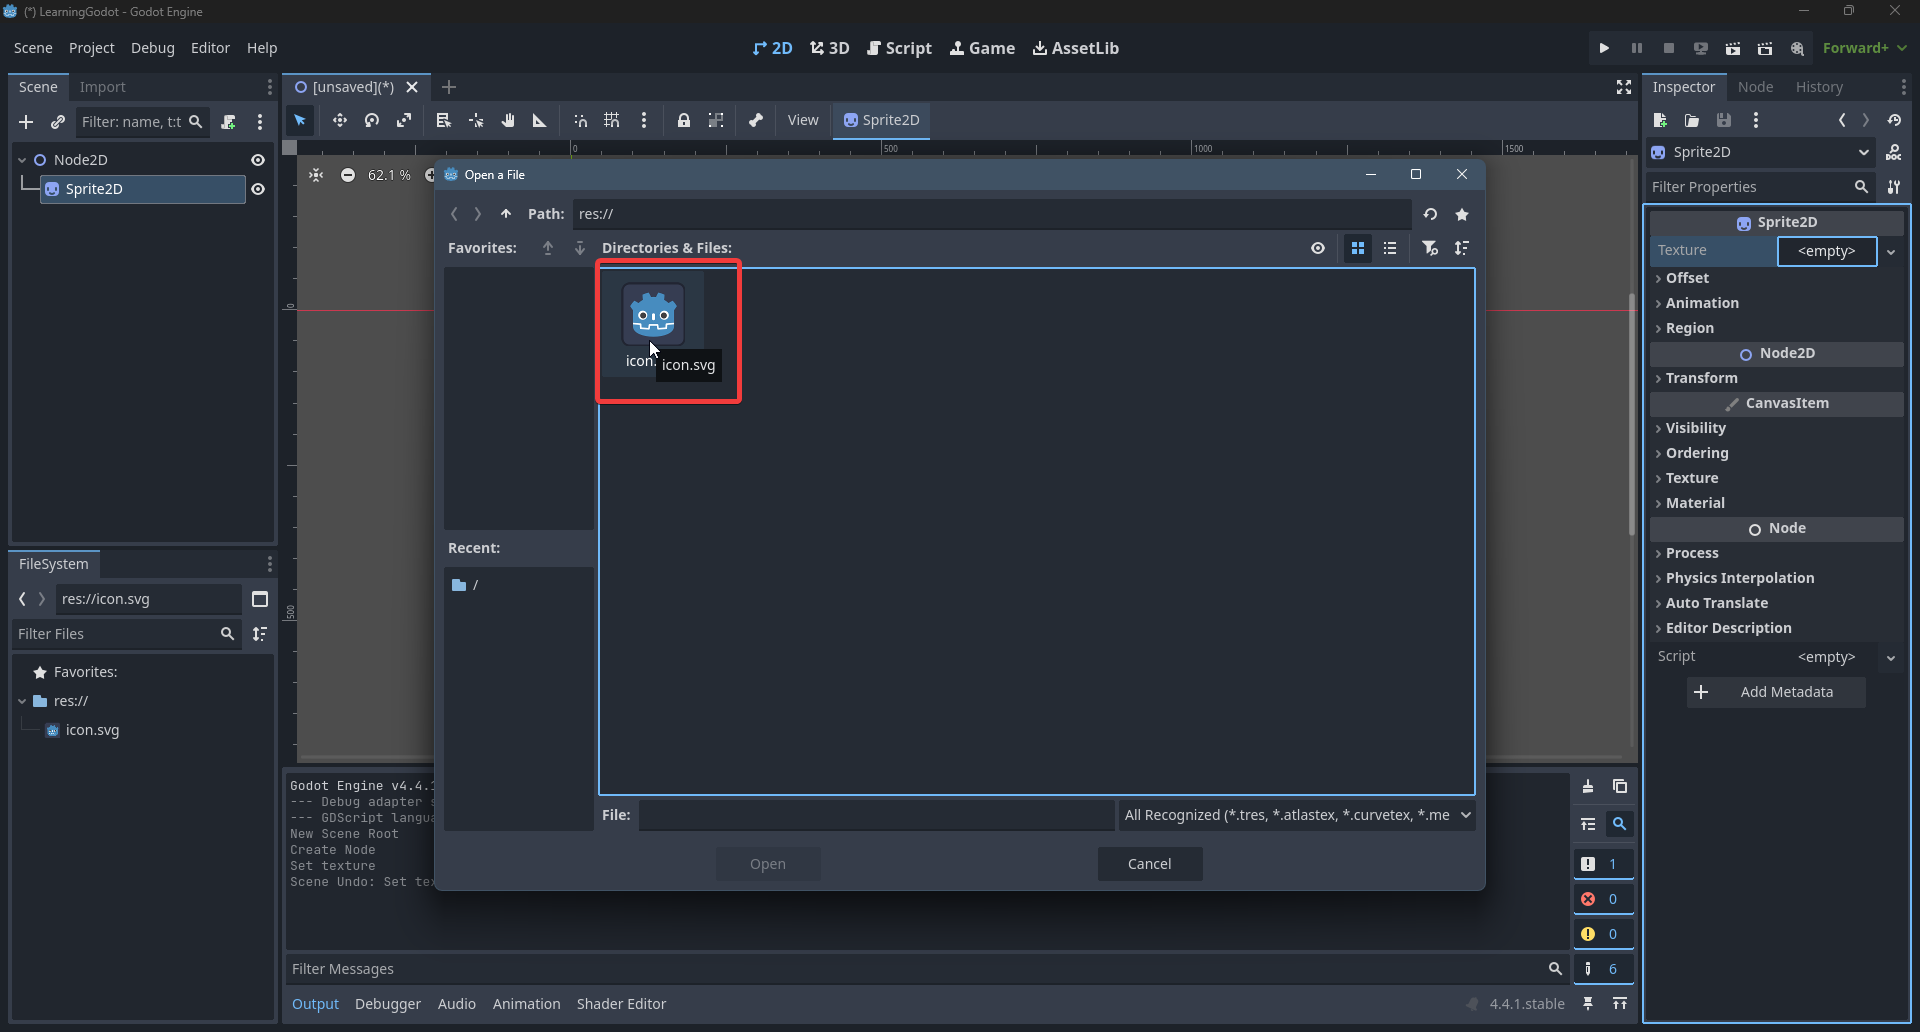 (*) LearningGodot - Godot Engine
Scene Project Debug Editor Help
2D 3D Script Game AssetLib
Forward+
Scene Import
[unsaved](*)
Inspector Node History
Filter: name, t:t
View Sprite2D
0 500 1000 1500
Node2D
Sprite2D
62.1 %
Open a File
Path: res://
Favorites:
Directories & Files:
icon.
icon.svg
Recent:
/
File:
All Recognized (*.tres, *.atlastex, *.curvetex, *.me
Open Cancel
0
500
Sprite2D
Filter Properties
Sprite2D
Texture <empty>
Offset
Animation
Region
Node2D
Transform
CanvasItem
Visibility
Ordering
Texture
Material
Node
Process
Physics Interpolation
Auto Translate
Editor Description
Script <empty>
Add Metadata
FileSystem
res://icon.svg
Filter Files
Favorites:
res://
icon.svg
Godot Engine v4.4.1
--- Debug adapter s
--- GDScript langua
New Scene Root
Create Node
Set texture
Scene Undo: Set tex
1
0
0
6
Filter Messages
Output Debugger Audio Animation Shader Editor
4.4.1.stable